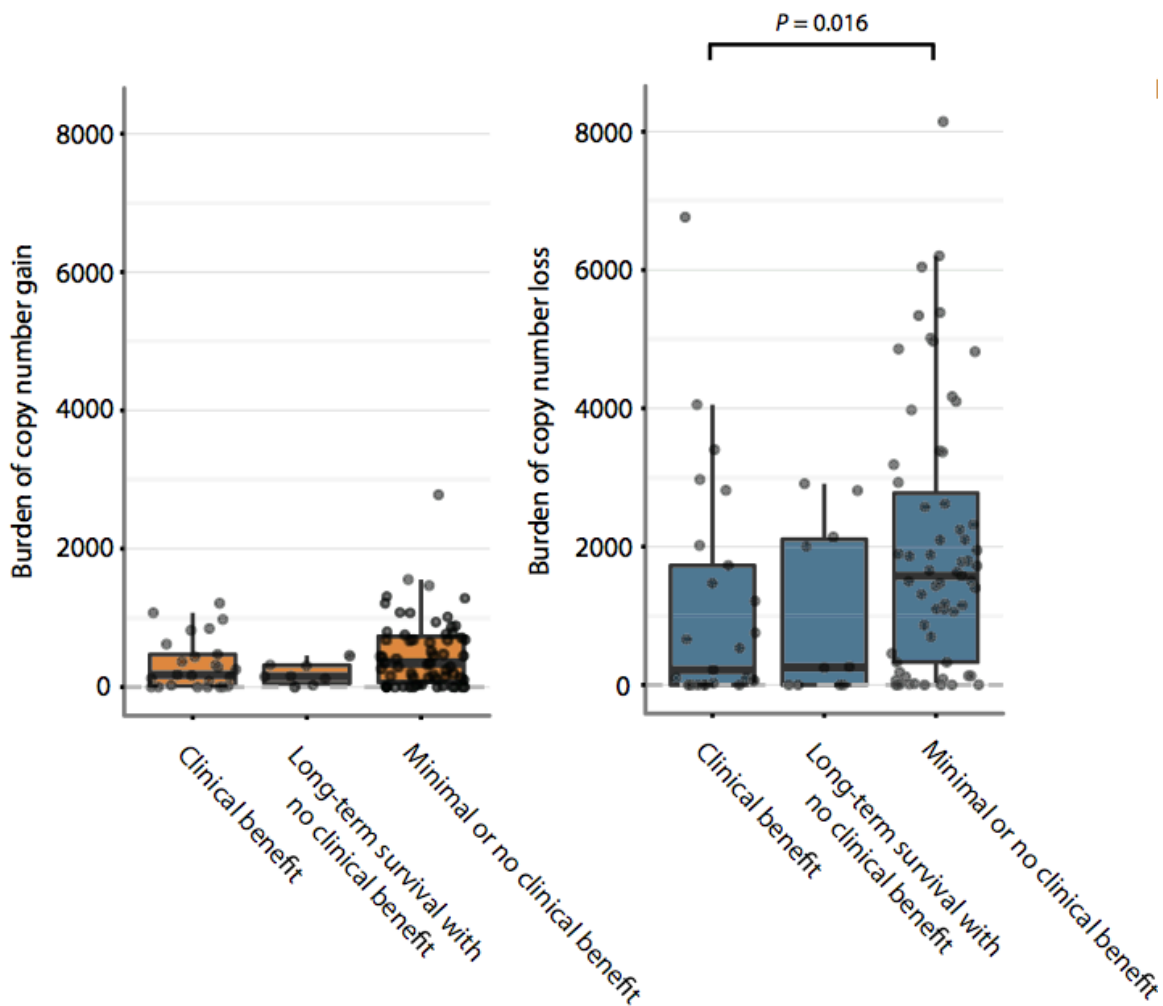 P = 0.016
Burden of copy number gain
8000
6000
4000
2000
0
Clinical benefit
Long-term survival with
no clinical benefit
Minimal or no clinical benefit
Burden of copy number loss
8000
6000
4000
2000
0
Clinical benefit
Long-term survival with
no clinical benefit
Minimal or no clinical benefit